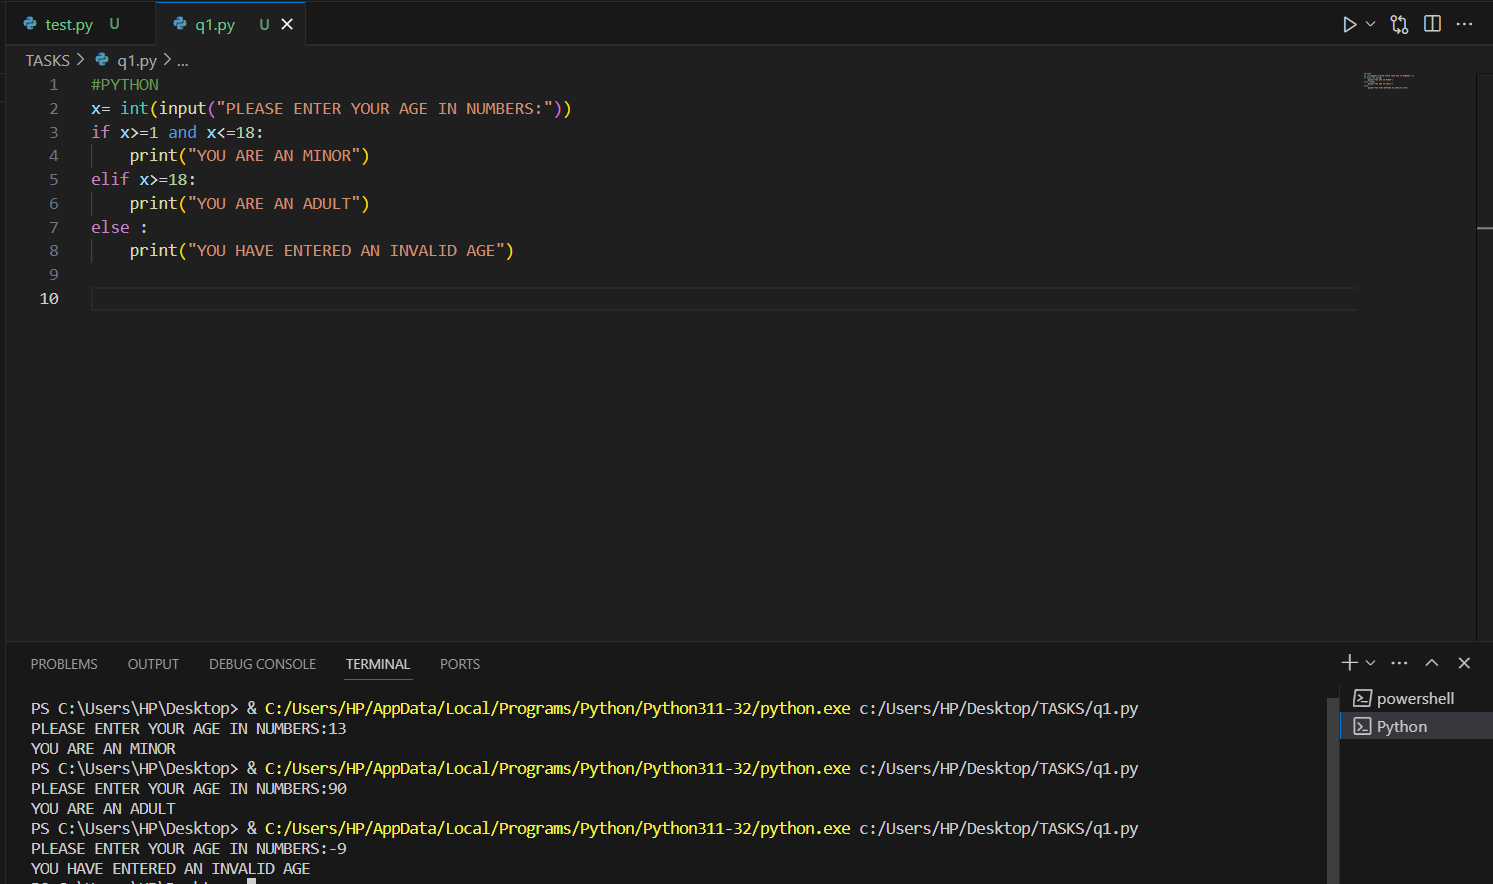 test.py U q1.py U
TASKS > q1.py > ...
1 #PYTHON
2 x= int(input("PLEASE ENTER YOUR AGE IN NUMBERS:"))
3 if x>=1 and x<=18:
4 print("YOU ARE AN MINOR")
5 elif x>=18:
6 print("YOU ARE AN ADULT")
7 else :
8 print("YOU HAVE ENTERED AN INVALID AGE")
9
10
PROBLEMS OUTPUT DEBUG CONSOLE TERMINAL PORTS
PS C:\Users\HP\Desktop> & C:/Users/HP/AppData/Local/Programs/Python/Python311-32/python.exe c:/Users/HP/Desktop/TASKS/q1.py
PLEASE ENTER YOUR AGE IN NUMBERS:13
YOU ARE AN MINOR
PS C:\Users\HP\Desktop> & C:/Users/HP/AppData/Local/Programs/Python/Python311-32/python.exe c:/Users/HP/Desktop/TASKS/q1.py
PLEASE ENTER YOUR AGE IN NUMBERS:90
YOU ARE AN ADULT
PS C:\Users\HP\Desktop> & C:/Users/HP/AppData/Local/Programs/Python/Python311-32/python.exe c:/Users/HP/Desktop/TASKS/q1.py
PLEASE ENTER YOUR AGE IN NUMBERS:-9
YOU HAVE ENTERED AN INVALID AGE
powershell
Python